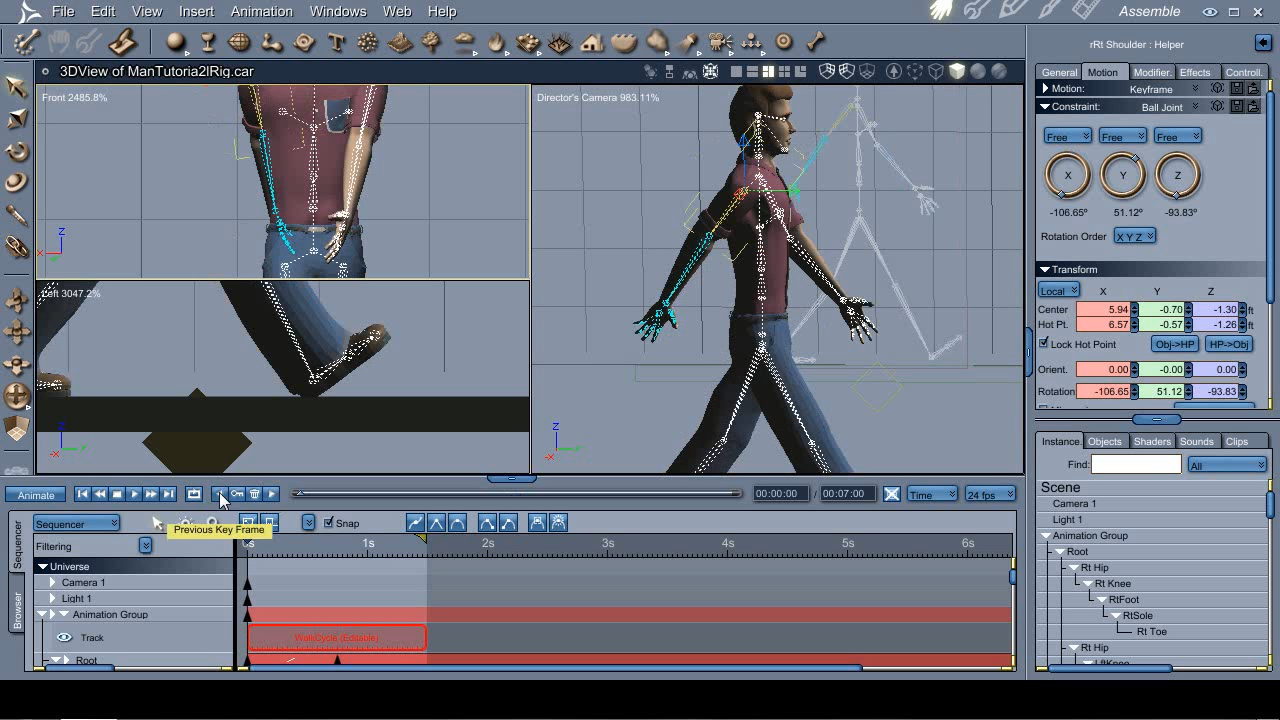 File Edit View Insert Animation Windows Web Help Assemble
3DView of ManTutoria2lRig.car
rRt Shoulder : Helper
Front 2485.8%
Director's Camera 983.11%
Left 3047.2%
General Motion Modifier. Effects Controll.
Motion: Keyframe
Constraint: Ball Joint
Free Free Free
X Y Z
-106.65° 51.12° -93.83°
Rotation Order X Y Z
Transform
Local X Y Z
Center 5.94 -0.70 -1.30 ft
Hot Pt. 6.57 -0.57 -1.26 ft
Lock Hot Point Obj->HP HP->Obj
Orient. 0.00 -0.00 0.00
Rotation -106.65 51.12 -93.83
Instance. Objects Shaders Sounds Clips
Find: All
Scene
Camera 1
Light 1
Animation Group
Root
Rt Hip
Rt Knee
RtFoot
RtSole
Rt Toe
Rt Hip
Z
X
Z
Y
X
Z
Y
X
Animate 00:00:00 / 00:07:00 Time 24 fps
Sequencer Snap
Previous Key Frame
Sequencer
Browser
Filtering
1s 2s 3s 4s 5s 6s
Universe
Camera 1
Light 1
Animation Group
Track WalkCycle (Editable)
Root